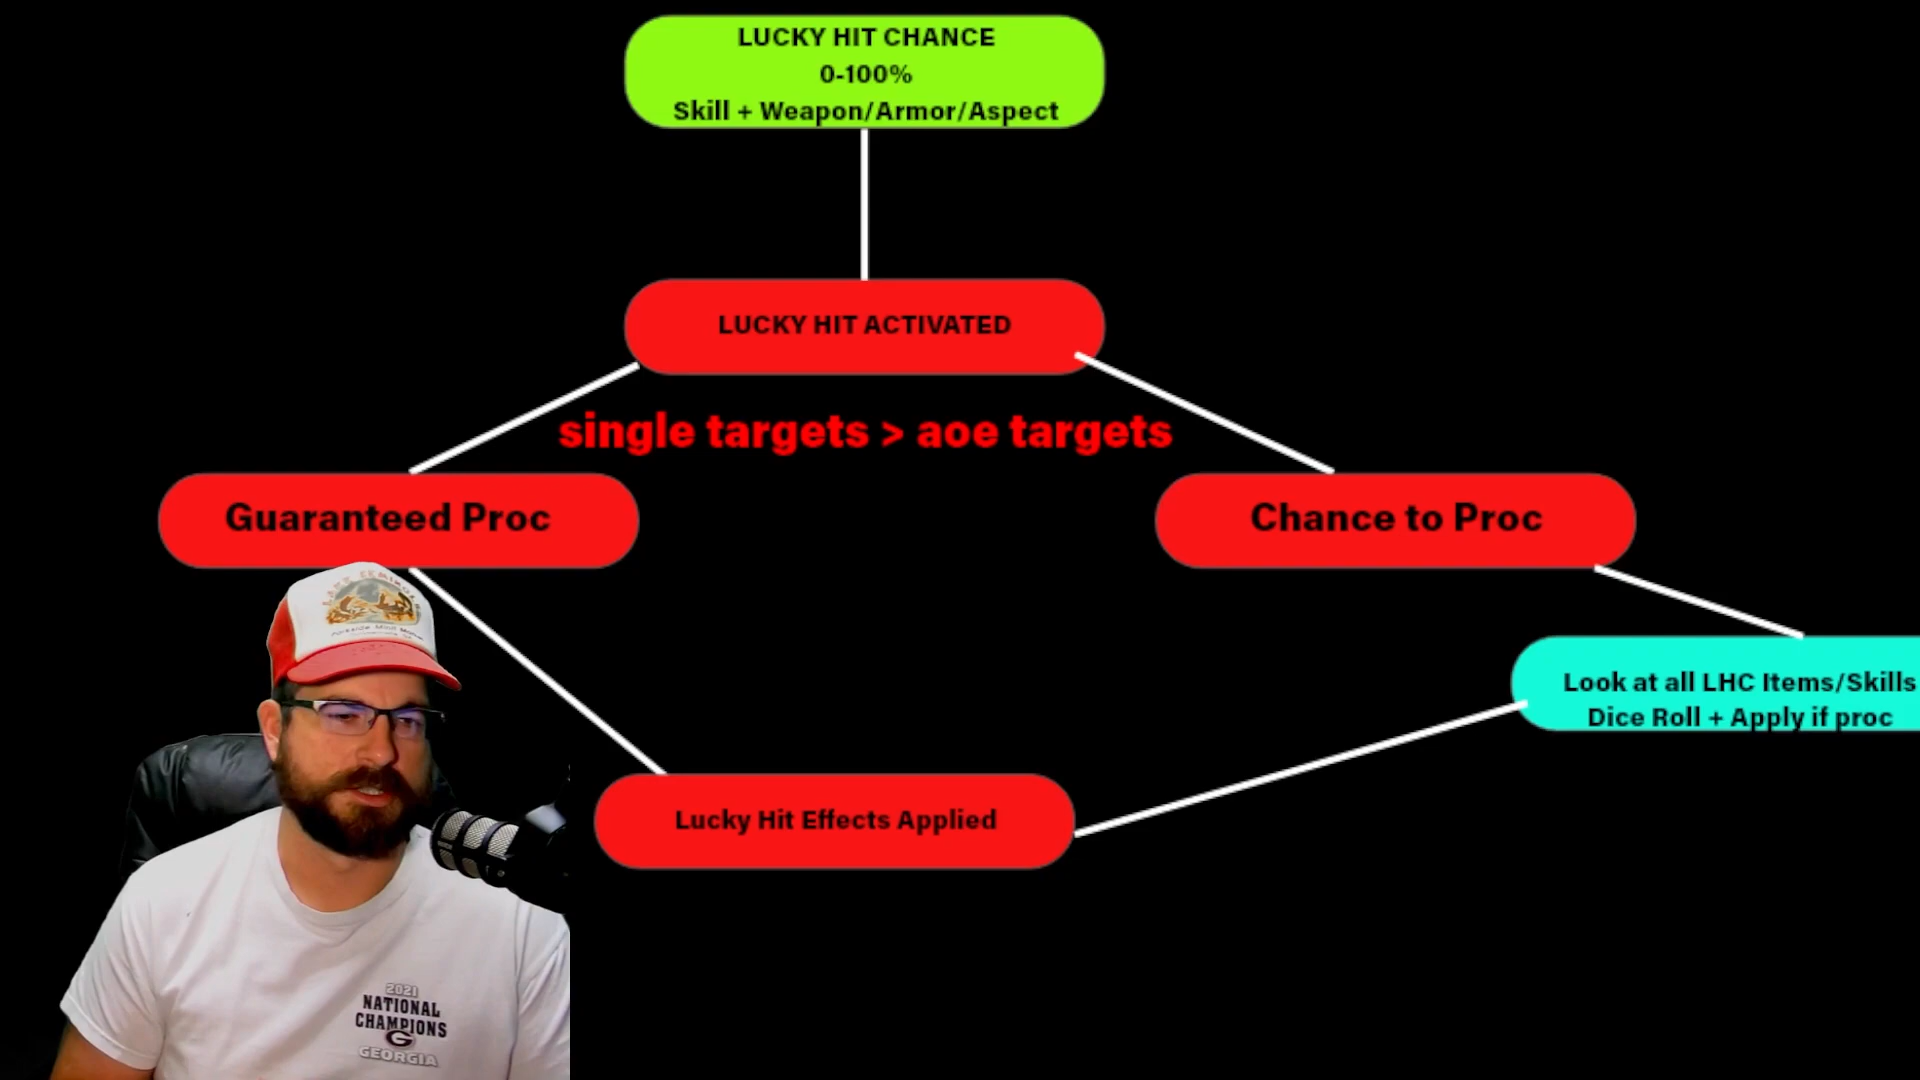 LUCKY HIT CHANCE
0-100%
Skill + Weapon/Armor/Aspect
LUCKY HIT ACTIVATED
single targets > aoe targets
Guaranteed Proc
Chance to Proc
Look at all LHC Items/Skills
Dice Roll + Apply if proc
Lucky Hit Effects Applied
2021
NATIONAL
CHAMPIONS
G
GEORGIA